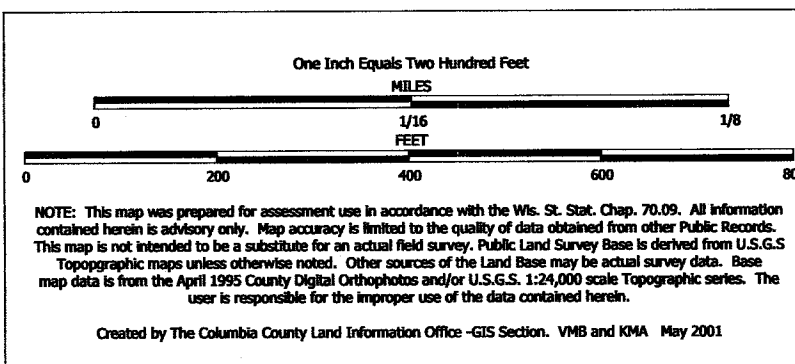 One Inch Equals Two Hundred Feet
MILES
0 1/16 1/8
FEET
0 200 400 600 80
NOTE: This map was prepared for assessment use in accordance with the Wis. St. Stat. Chap. 70.09. All information
contained herein is advisory only. Map accuracy is limited to the quality of data obtained from other Public Records.
This map is not intended to be a substitute for an actual field survey. Public Land Survey Base is derived from U.S.G.S
Topopgraphic maps unless otherwise noted. Other sources of the Land Base may be actual survey data. Base
map data is from the April 1995 County Digital Orthophotos and/or U.S.G.S. 1:24,000 scale Topographic series. The
user is responsible for the improper use of the data contained herein.
Created by The Columbia County Land Information Office -GIS Section. VMB and KMA May 2001